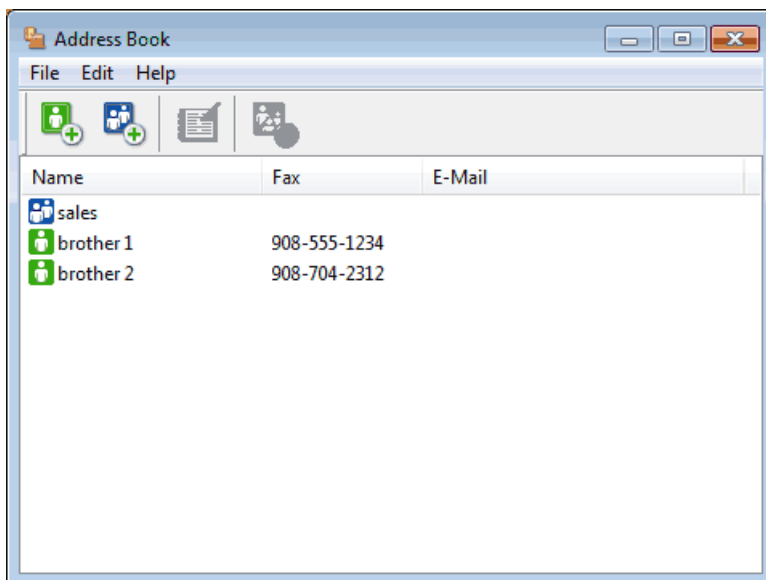 Address Book
File Edit Help
Name Fax E-Mail
sales
brother 1 908-555-1234
brother 2 908-704-2312